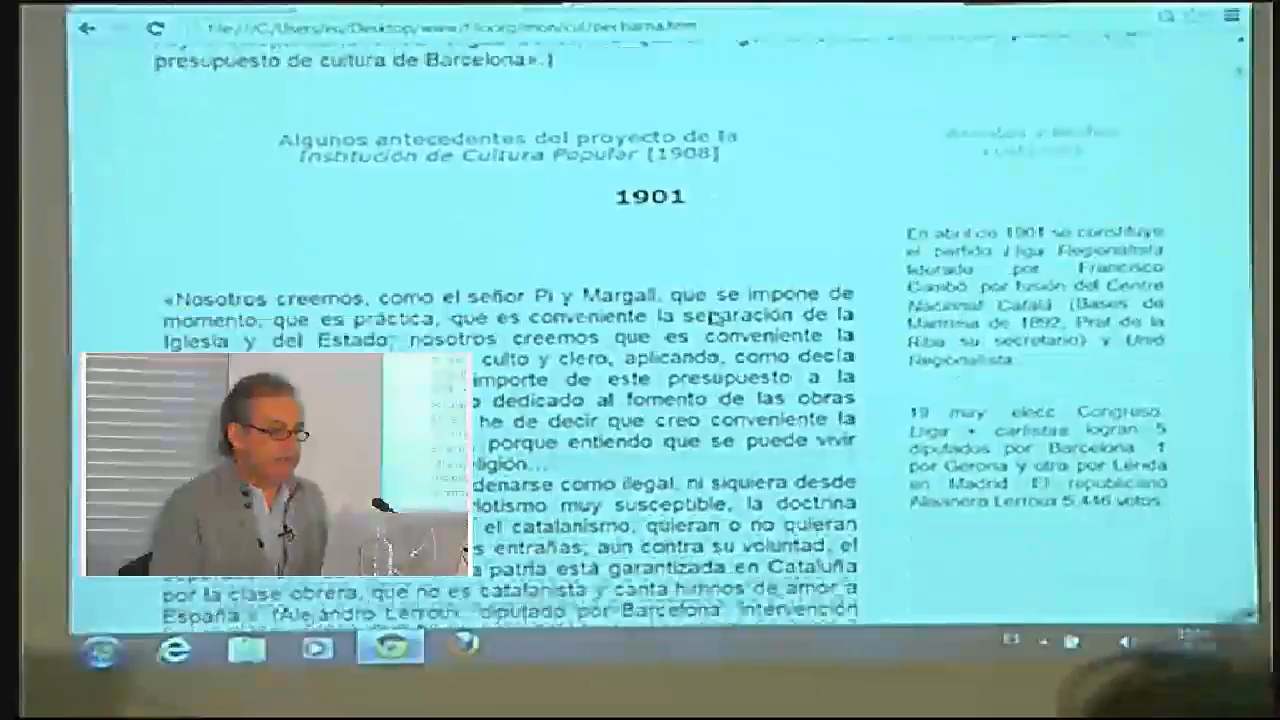 presupuesto de cultura de Barcelona».)
Algunos antecedentes del proyecto de la
Institución de Cultura Popular [1908]
1901
«Nosotros creemos, como el señor Pi y Margall, que se impone de
momento, que es práctica, que es conveniente la separación de la
Iglesia y del Estado; nosotros creemos que es conveniente la
culto y clero, aplicando, como decía
importe de este presupuesto a la
o dedicado al fomento de las obras
he de decir que creo conveniente la
porque entiendo que se puede vivir
ligión...
denarse como ilegal, ni siquiera desde
riotismo muy susceptible, la doctrina
el catalanismo, quieran o no quieran
s entrañas; aun contra su voluntad, el
a patria está garantizada en Cataluña
por la clase obrera, que no es catalanista y canta himnos de amor a
España» (Alejandro Lerroux, diputado por Barcelona, intervención
En abril de 1901 se constituye
el partido Lliga Regionalista
liderado por Francisco
Cambó por fusión del Centre
Nacional Catalá (Bases de
Manresa de 1892, Prat de la
Riba su secretario) y Unió
Regionalista.
19 may elecc Congreso.
Lliga + carlistas logran 5
diputados por Barcelona 1
por Gerona y otro por Lérida
en Madrid. El republicano
Alejandro Lerroux 5.446 votos.